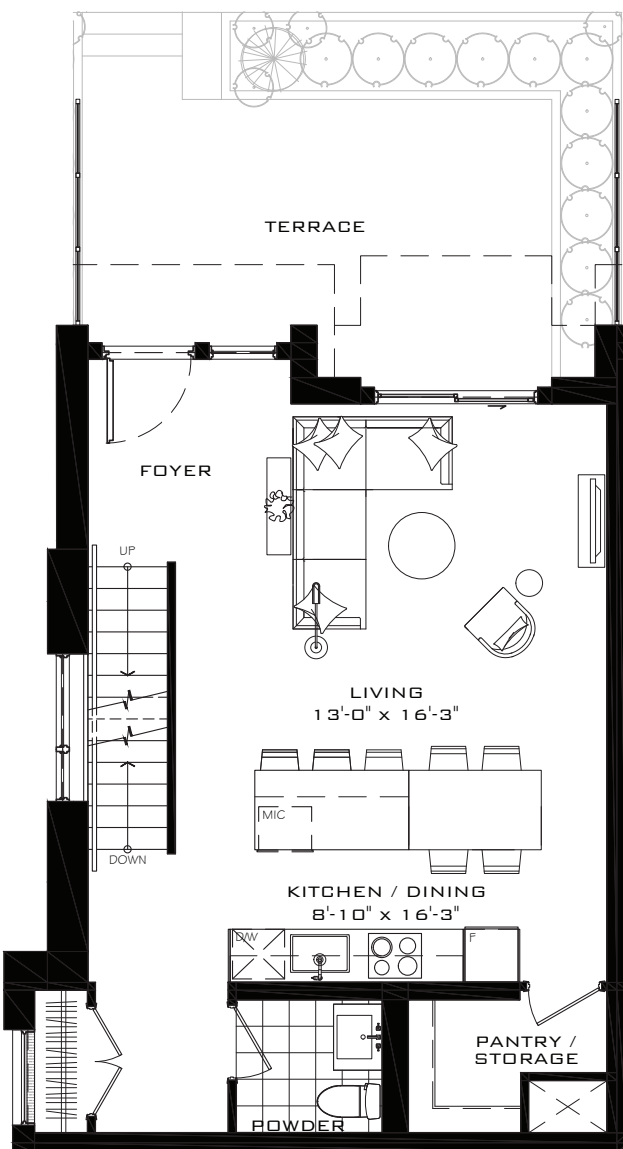 TERRACE
FOYER
UP
LIVING
13'-0" x 16'-3"
MIC
DOWN
KITCHEN / DINING
8'-10" x 16'-3"
D/W
F
PANTRY /
STORAGE
POWDER